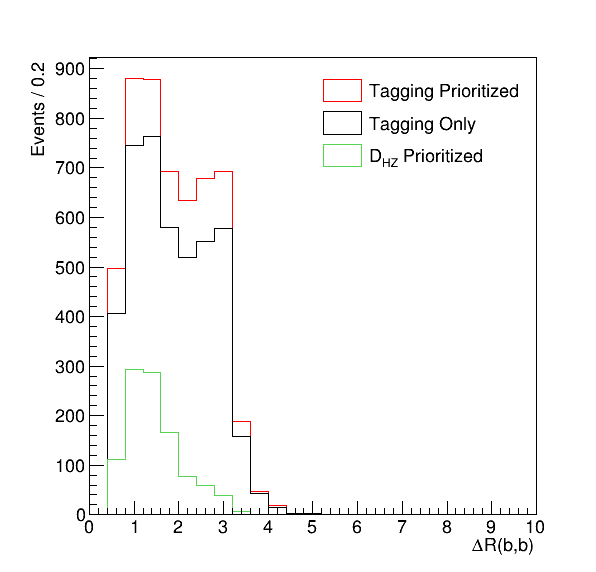 Events / 0.2
900
800
700
600
500
400
300
200
100
0
Tagging Prioritized
Tagging Only
D_HZ Prioritized
0 1 2 3 4 5 6 7 8 9 10
ΔR(b,b)